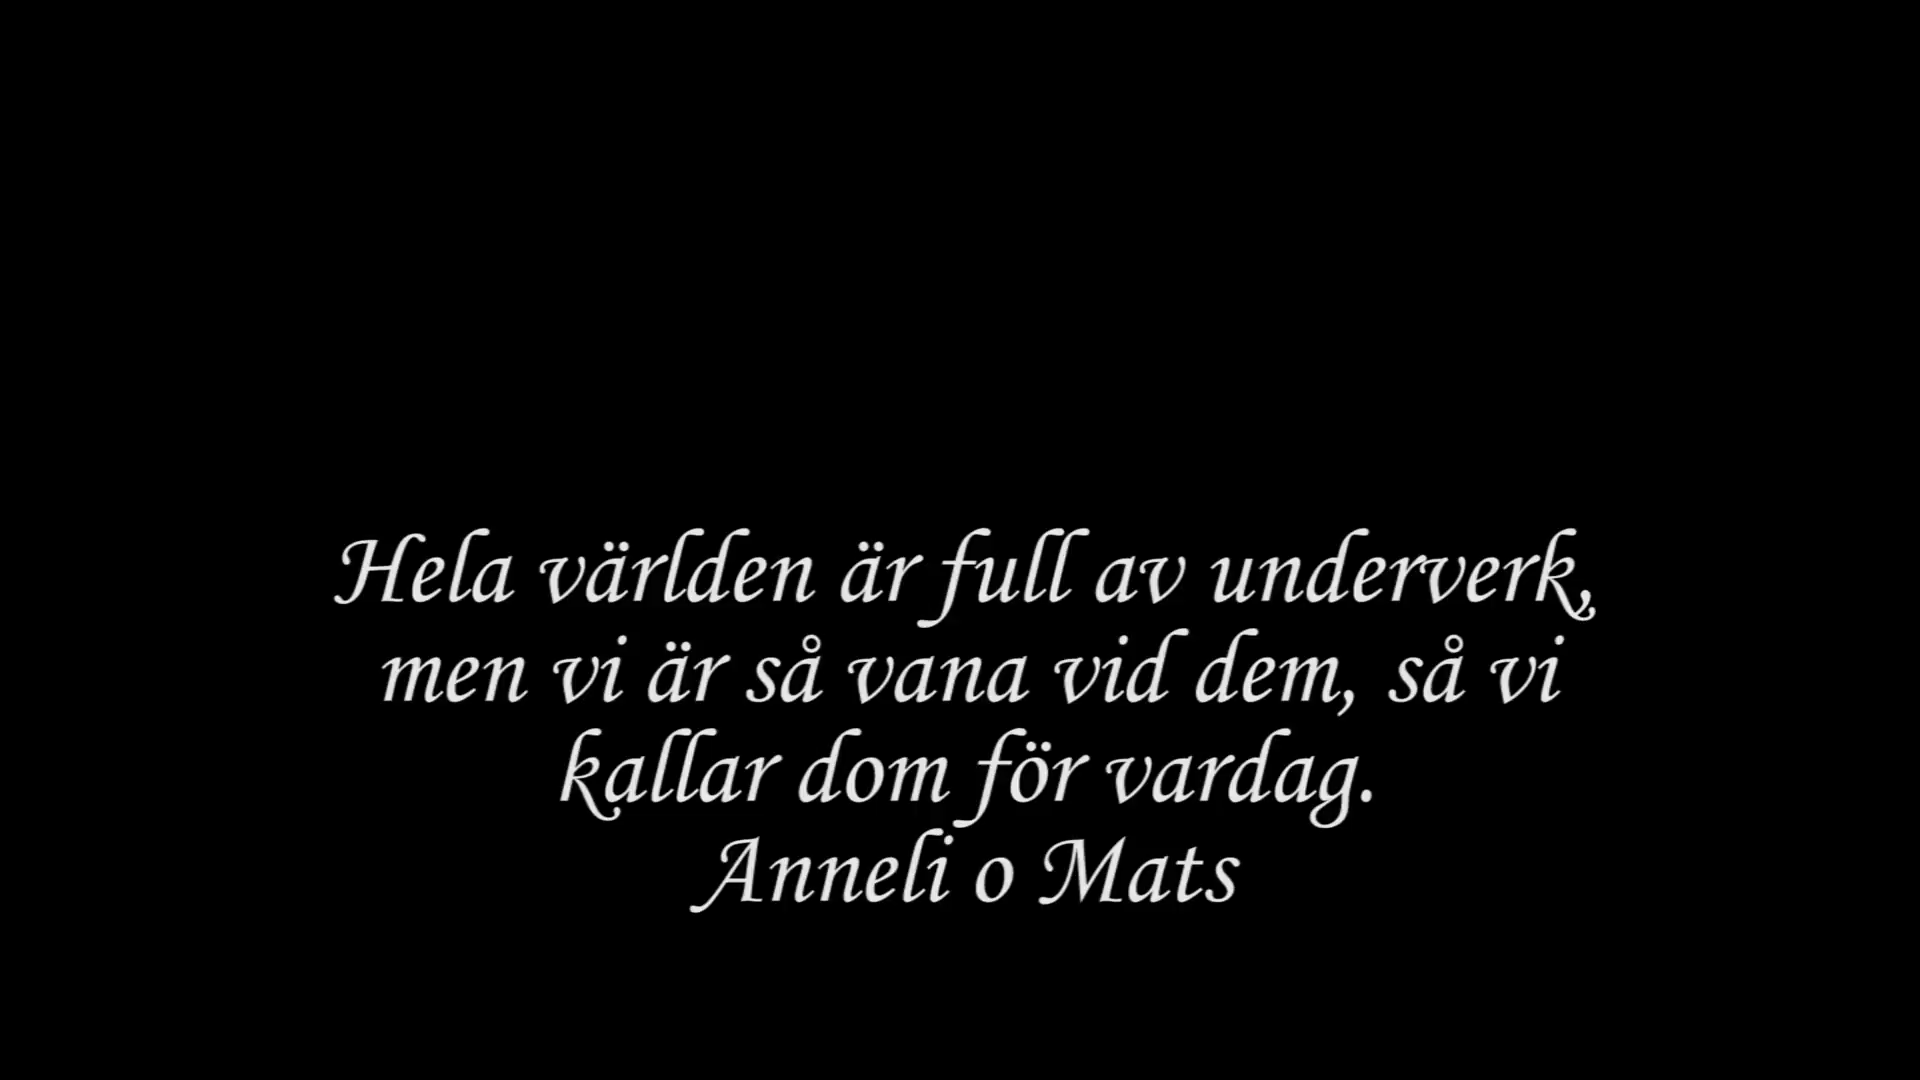 Hela världen är full av underverk,
men vi är så vana vid dem, så vi
kallar dom för vardag.
Anneli o Mats